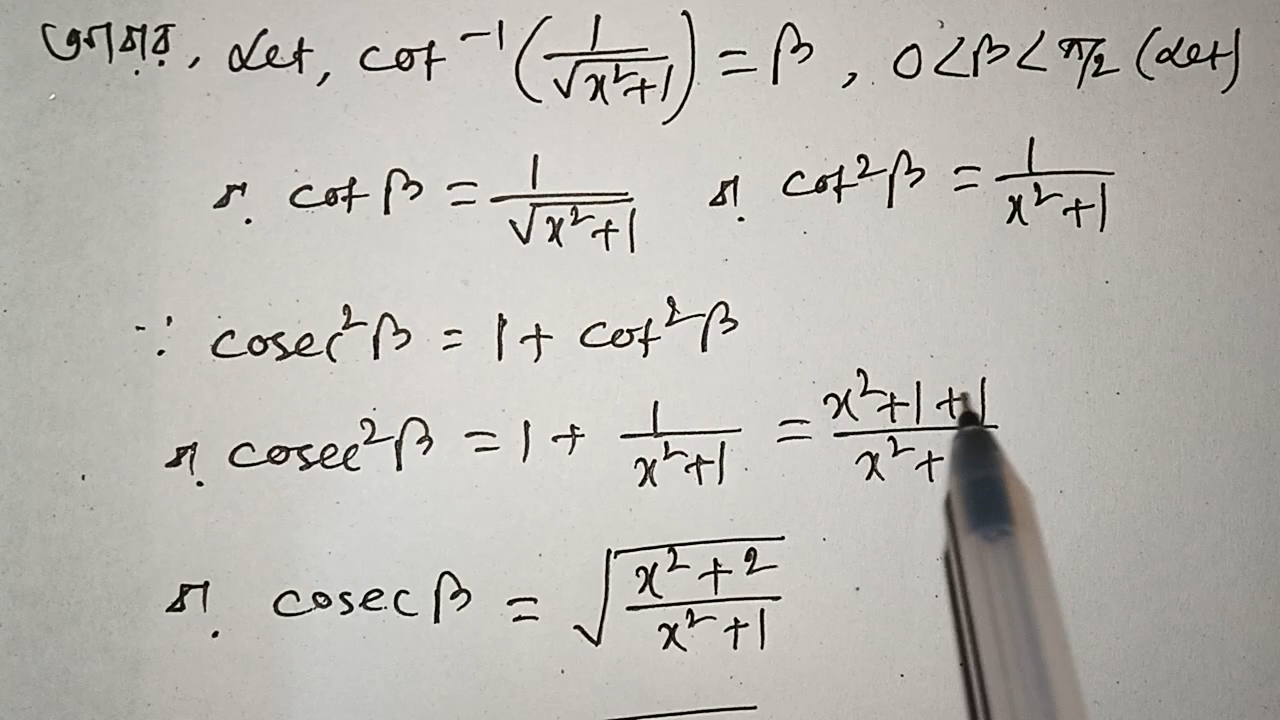 আবার, Let, cot⁻¹(1/√(x²+1)) = β, 0<β<π/2 (Let)
বা, cot β = 1/√(x²+1) বা, cot²β = 1/(x²+1)
∵ cosec²β = 1 + cot²β
বা, cosec²β = 1 + 1/(x²+1) = (x²+1+1)/(x²+
বা, cosec β = √((x²+2)/(x²+1))